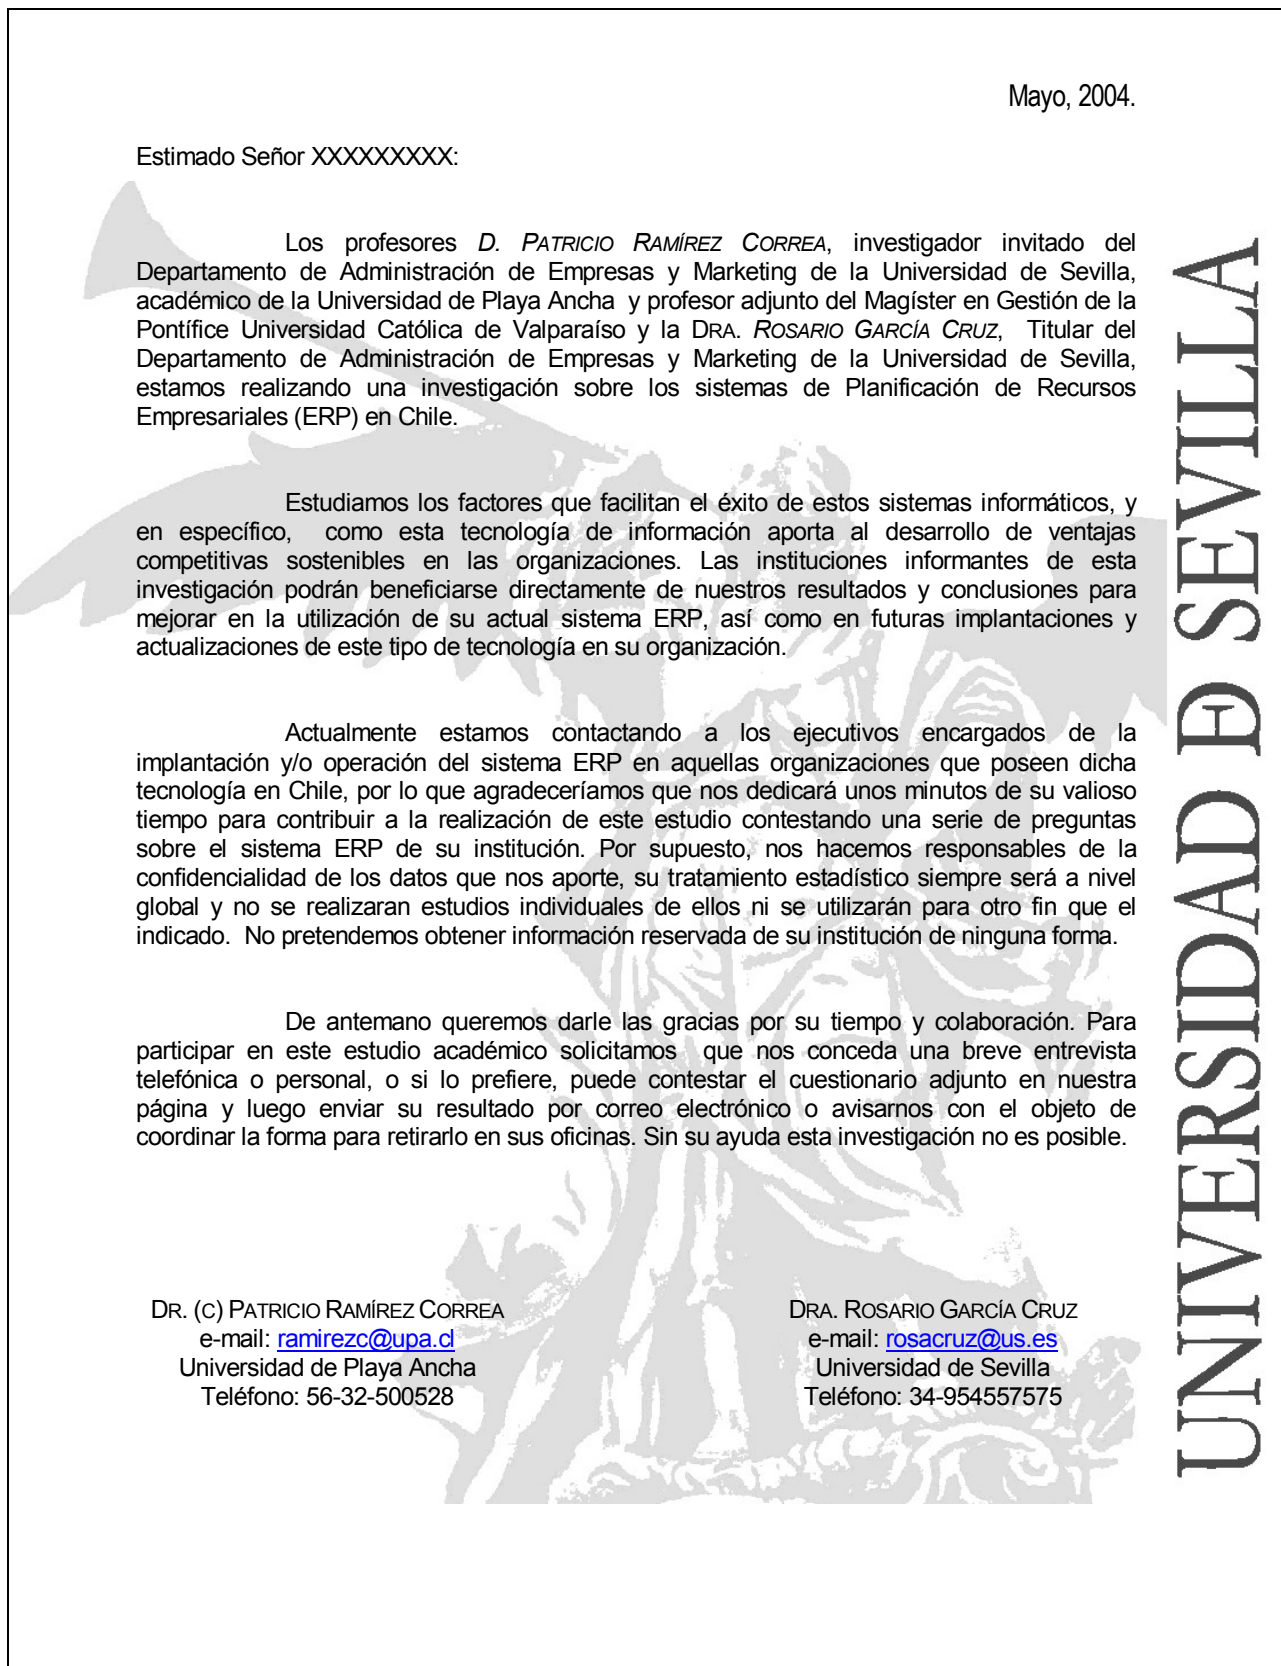 Mayo, 2004.
Estimado Señor XXXXXXXXX:
Los profesores D. PATRICIO RAMÍREZ CORREA, investigador invitado del
Departamento de Administración de Empresas y Marketing de la Universidad de Sevilla,
académico de la Universidad de Playa Ancha y profesor adjunto del Magíster en Gestión de la
Pontífice Universidad Católica de Valparaíso y la DRA. ROSARIO GARCÍA CRUZ, Titular del
Departamento de Administración de Empresas y Marketing de la Universidad de Sevilla,
estamos realizando una investigación sobre los sistemas de Planificación de Recursos
Empresariales (ERP) en Chile.
Estudiamos los factores que facilitan el éxito de estos sistemas informáticos, y
en específico, como esta tecnología de información aporta al desarrollo de ventajas
competitivas sostenibles en las organizaciones. Las instituciones informantes de esta
investigación podrán beneficiarse directamente de nuestros resultados y conclusiones para
mejorar en la utilización de su actual sistema ERP, así como en futuras implantaciones y
actualizaciones de este tipo de tecnología en su organización.
Actualmente estamos contactando a los ejecutivos encargados de la
implantación y/o operación del sistema ERP en aquellas organizaciones que poseen dicha
tecnología en Chile, por lo que agradeceríamos que nos dedicará unos minutos de su valioso
tiempo para contribuir a la realización de este estudio contestando una serie de preguntas
sobre el sistema ERP de su institución. Por supuesto, nos hacemos responsables de la
confidencialidad de los datos que nos aporte, su tratamiento estadístico siempre será a nivel
global y no se realizaran estudios individuales de ellos ni se utilizarán para otro fin que el
indicado. No pretendemos obtener información reservada de su institución de ninguna forma.
De antemano queremos darle las gracias por su tiempo y colaboración. Para
participar en este estudio académico solicitamos que nos conceda una breve entrevista
telefónica o personal, o si lo prefiere, puede contestar el cuestionario adjunto en nuestra
página y luego enviar su resultado por correo electrónico o avisarnos con el objeto de
coordinar la forma para retirarlo en sus oficinas. Sin su ayuda esta investigación no es posible.
DR. (C) PATRICIO RAMÍREZ CORREA
e-mail: ramirezc@upa.cl
Universidad de Playa Ancha
Teléfono: 56-32-500528
DRA. ROSARIO GARCÍA CRUZ
e-mail: rosacruz@us.es
Universidad de Sevilla
Teléfono: 34-954557575
UNIVERSIDAD Đ SEVILLA